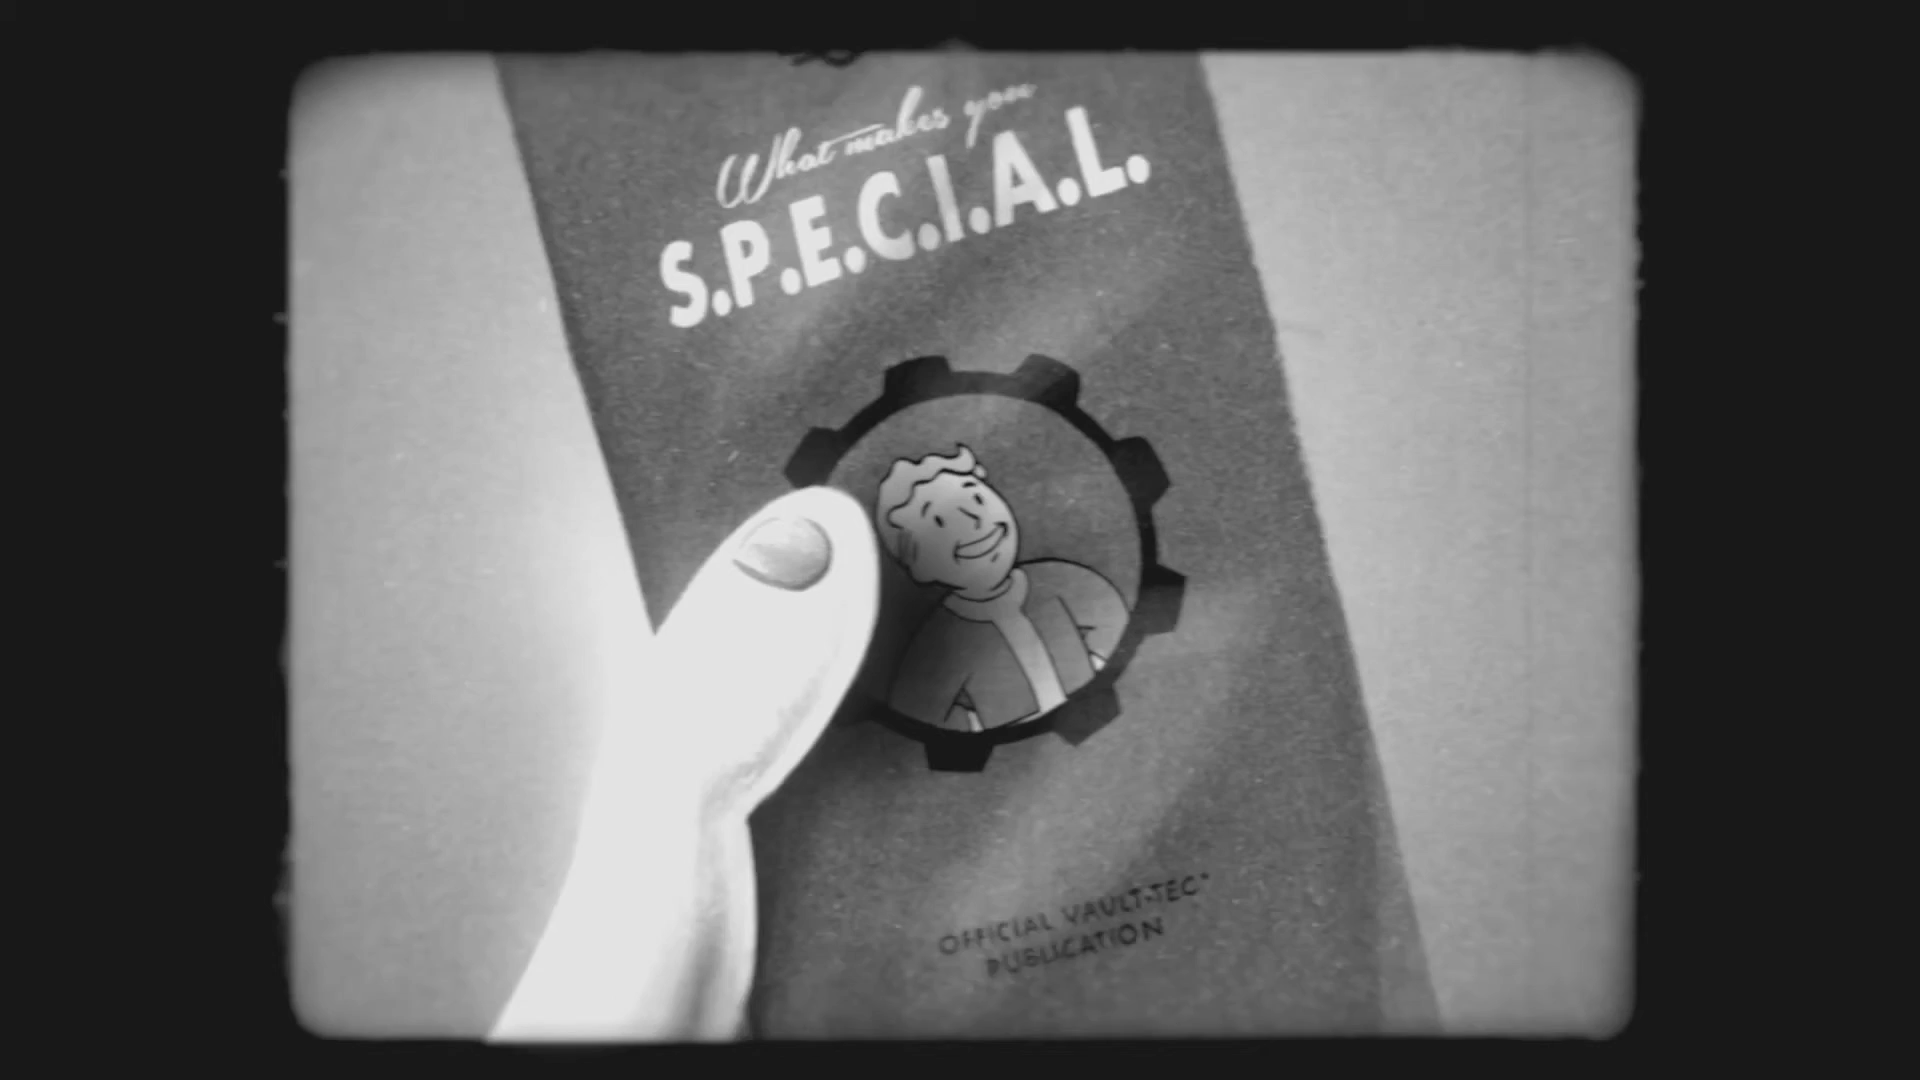 What makes you
S.P.E.C.I.A.L.
OFFICIAL VAULT-TEC
PUBLICATION